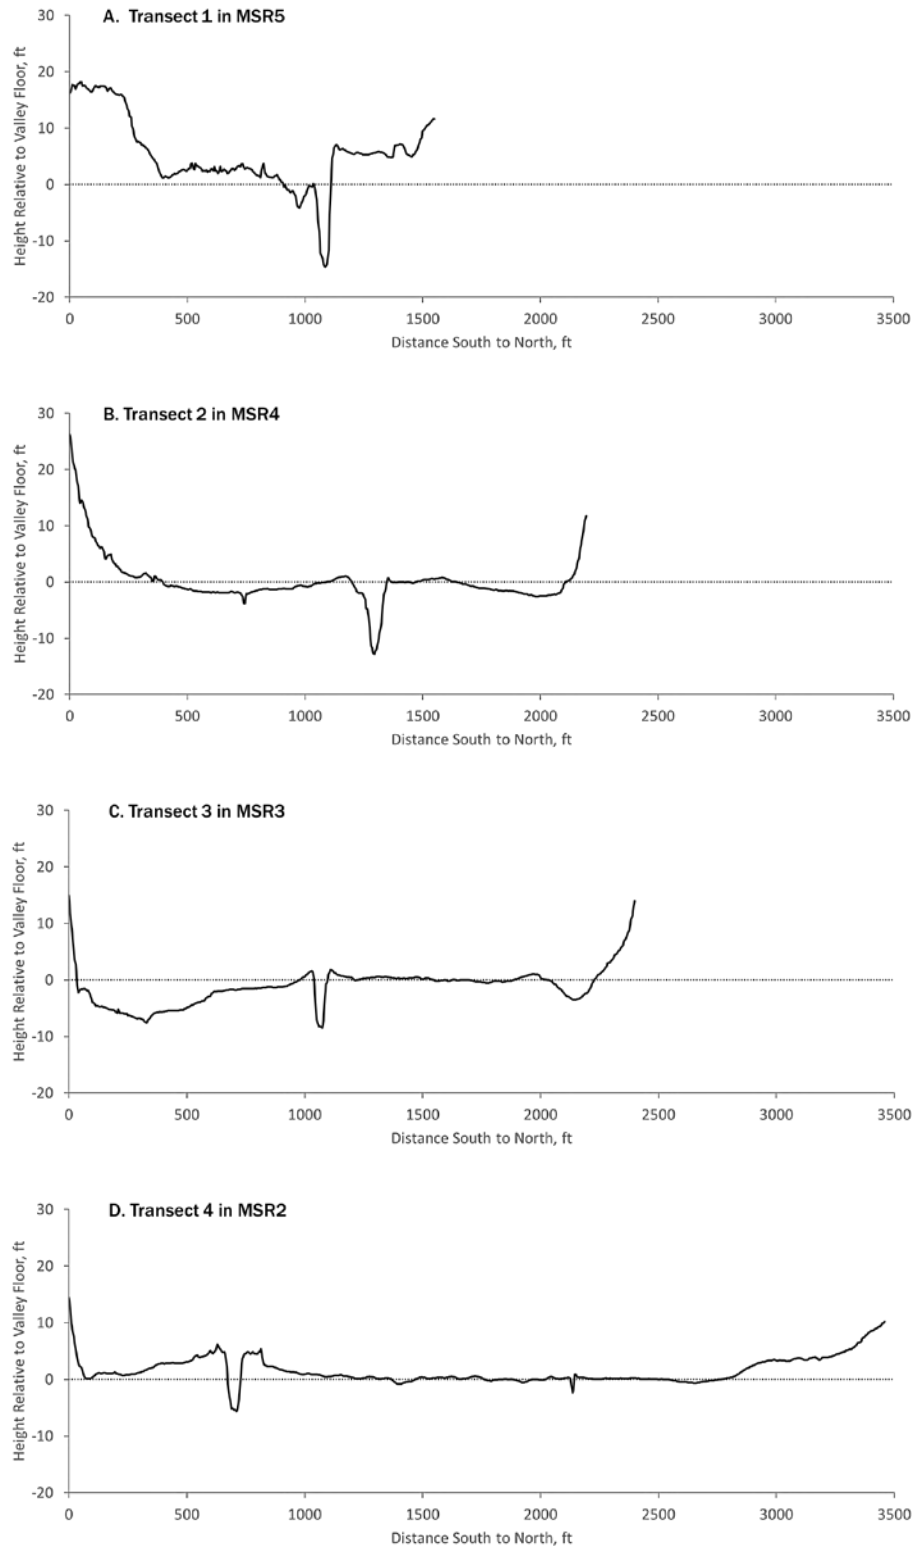 A. Transect 1 in MSR5
Height Relative to Valley Floor, ft
30
20
10
0
-10
-20
0 500 1000 1500 2000 2500 3000 3500
Distance South to North, ft
B. Transect 2 in MSR4
Height Relative to Valley Floor, ft
30
20
10
0
-10
-20
0 500 1000 1500 2000 2500 3000 3500
Distance South to North, ft
C. Transect 3 in MSR3
Height Relative to Valley Floor, ft
30
20
10
0
-10
-20
0 500 1000 1500 2000 2500 3000 3500
Distance South to North, ft
D. Transect 4 in MSR2
Height Relative to Valley Floor, ft
30
20
10
0
-10
-20
0 500 1000 1500 2000 2500 3000 3500
Distance South to North, ft